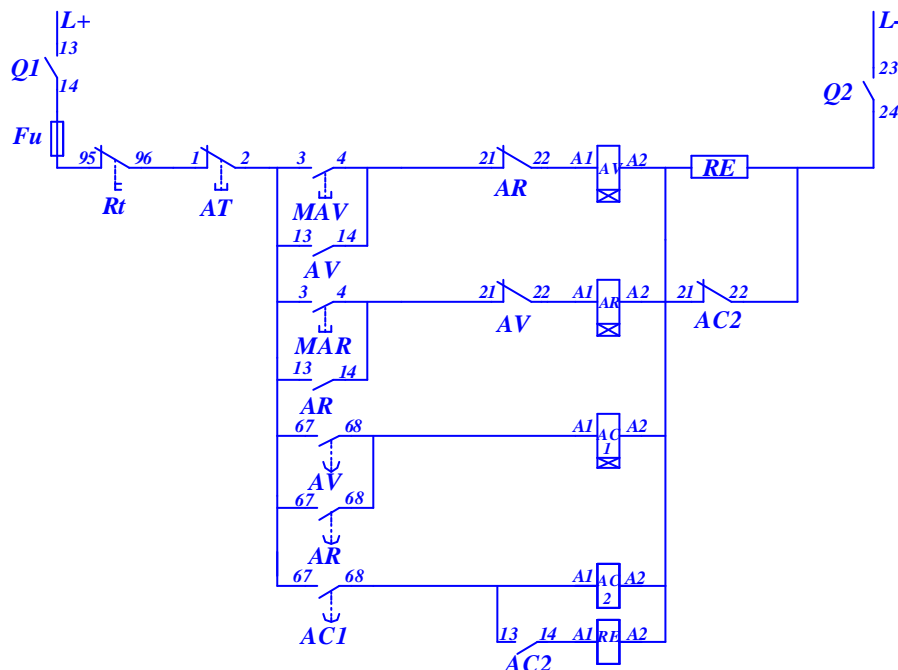 L+ L-
13 23
Q1 Q2
14 24
Fu
95 96 1 2 3 4 21 22 A1 AV A2 RE
Rt AT MAV AR
13 14
AV
3 4 21 22 A1 AR A2 21 22
MAR AV AC2
13 14
AR
67 68 A1 AC 1 A2
AV
67 68
AR
67 68 A1 AC 2 A2
AC1
13 14 A1 RE A2
AC2